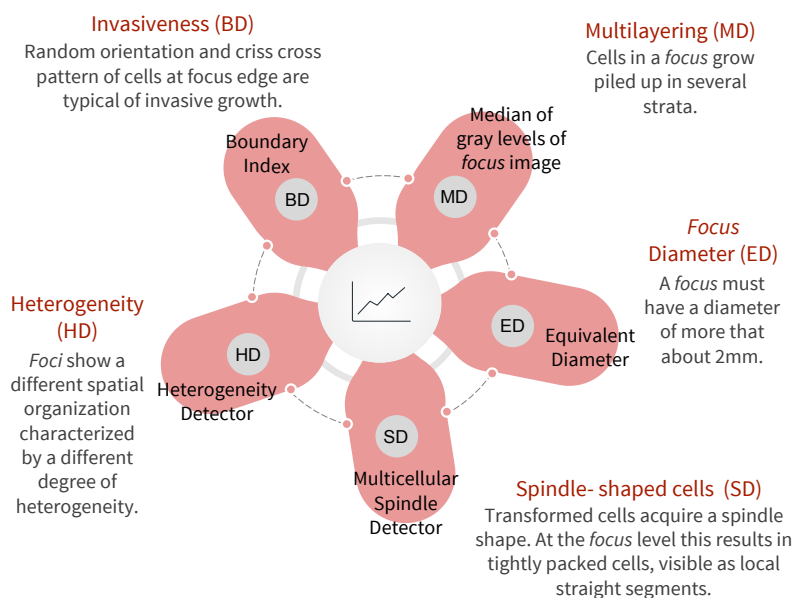 Invasiveness (BD)
Random orientation and criss cross
pattern of cells at focus edge are
typical of invasive growth.
Multilayering (MD)
Cells in a focus grow
piled up in several
strata.
Boundary
Index
BD
Median of
gray levels of
focus image
MD
Focus
Diameter (ED)
A focus must
have a diameter
of more that
about 2mm.
ED
Equivalent
Diameter
Heterogeneity
(HD)
Foci show a
different spatial
organization
characterized
by a different
degree of
heterogeneity.
HD
Heterogeneity
Detector
SD
Multicellular
Spindle
Detector
Spindle- shaped cells (SD)
Transformed cells acquire a spindle
shape. At the focus level this results in
tightly packed cells, visible as local
straight segments.